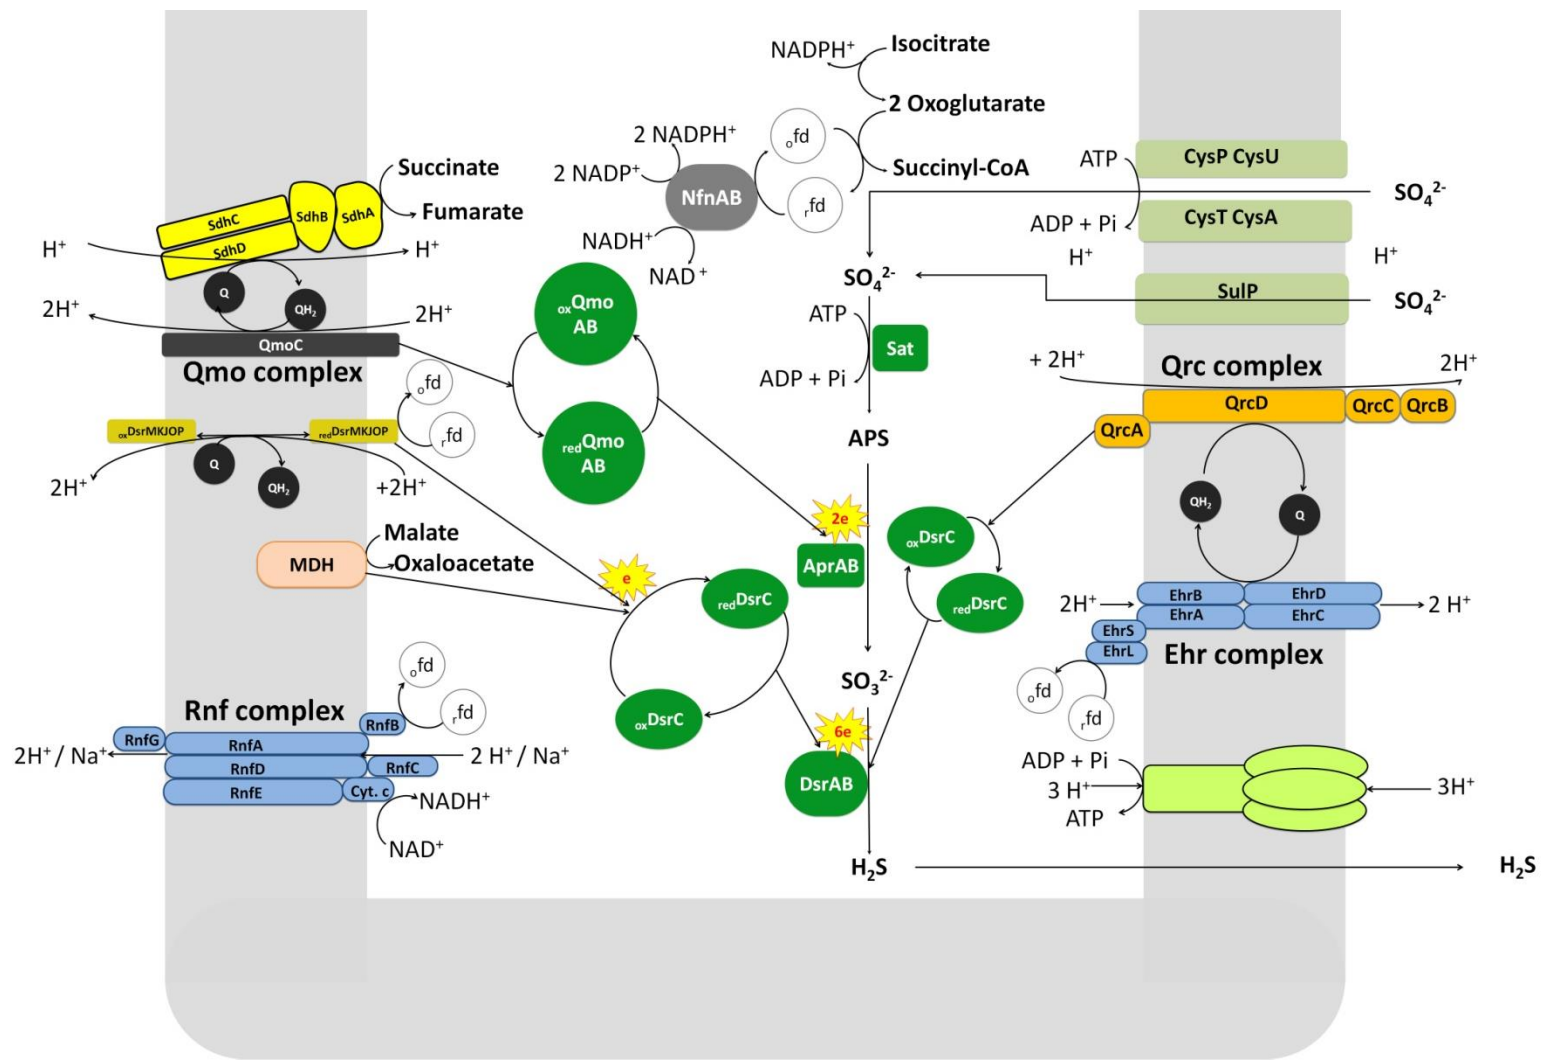 Isocitrate
NADPH⁺
2 Oxoglutarate
2 NADPH⁺
ₒfd
2 NADP⁺
NfnAB
ᵣfd
Succinyl-CoA
NADH⁺
NAD⁺
ATP
CysP CysU
SO₄²⁻
ADP + Pi
CysT CysA
H⁺
H⁺
SulP
SO₄²⁻
Succinate
Fumarate
SdhC
SdhB
SdhA
SdhD
H⁺
H⁺
Q
QH₂
2H⁺
2H⁺
QmoC
Qmo complex
oxQmo
AB
redQmo
AB
SO₄²⁻
ATP
Sat
ADP + Pi
APS
ₒfd
ᵣfd
oxDsrMKJOP
redDsrMKJOP
Q
QH₂
2H⁺
+2H⁺
+ 2H⁺
Qrc complex
2H⁺
QrcD
QrcC
QrcB
QrcA
QH₂
Q
MDH
Malate
Oxaloacetate
e
2e
AprAB
redDsrC
oxDsrC
oxDsrC
redDsrC
2H⁺
EhrB
EhrD
EhrA
EhrC
2 H⁺
EhrS
EhrL
Ehr complex
ₒfd
ᵣfd
SO₃²⁻
6e
DsrAB
Rnf complex
ₒfd
ᵣfd
RnfB
RnfG
RnfA
2H⁺/ Na⁺
2 H⁺/ Na⁺
RnfD
RnfC
RnfE
Cyt. c
NADH⁺
NAD⁺
ADP + Pi
3 H⁺
ATP
3H⁺
H₂S
H₂S